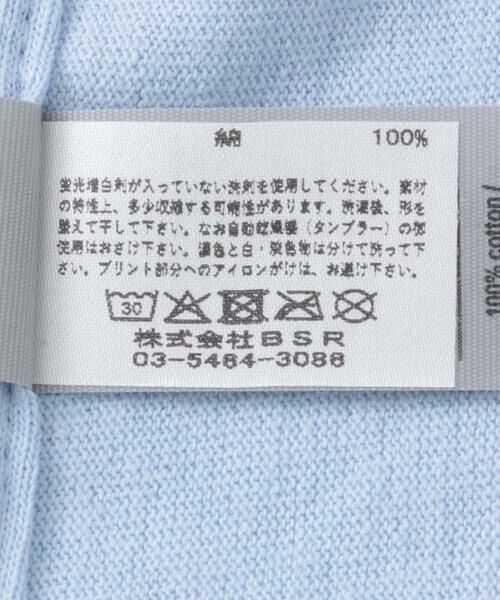 綿 100%
蛍光増白剤が入っていない洗剤を使用してください。素材
の特性上、多少収縮する可能性があります。洗濯後、形を
整えて干して下さい。なお自動乾燥機（タンブラー）の御
使用はおさけ下さい。濃色と白・淡色物は分けて洗って下
さい。プリント部分へのアイロンがけは、お避け下さい。
30
株式会社BSR
03-5484-3088
100% cotton /